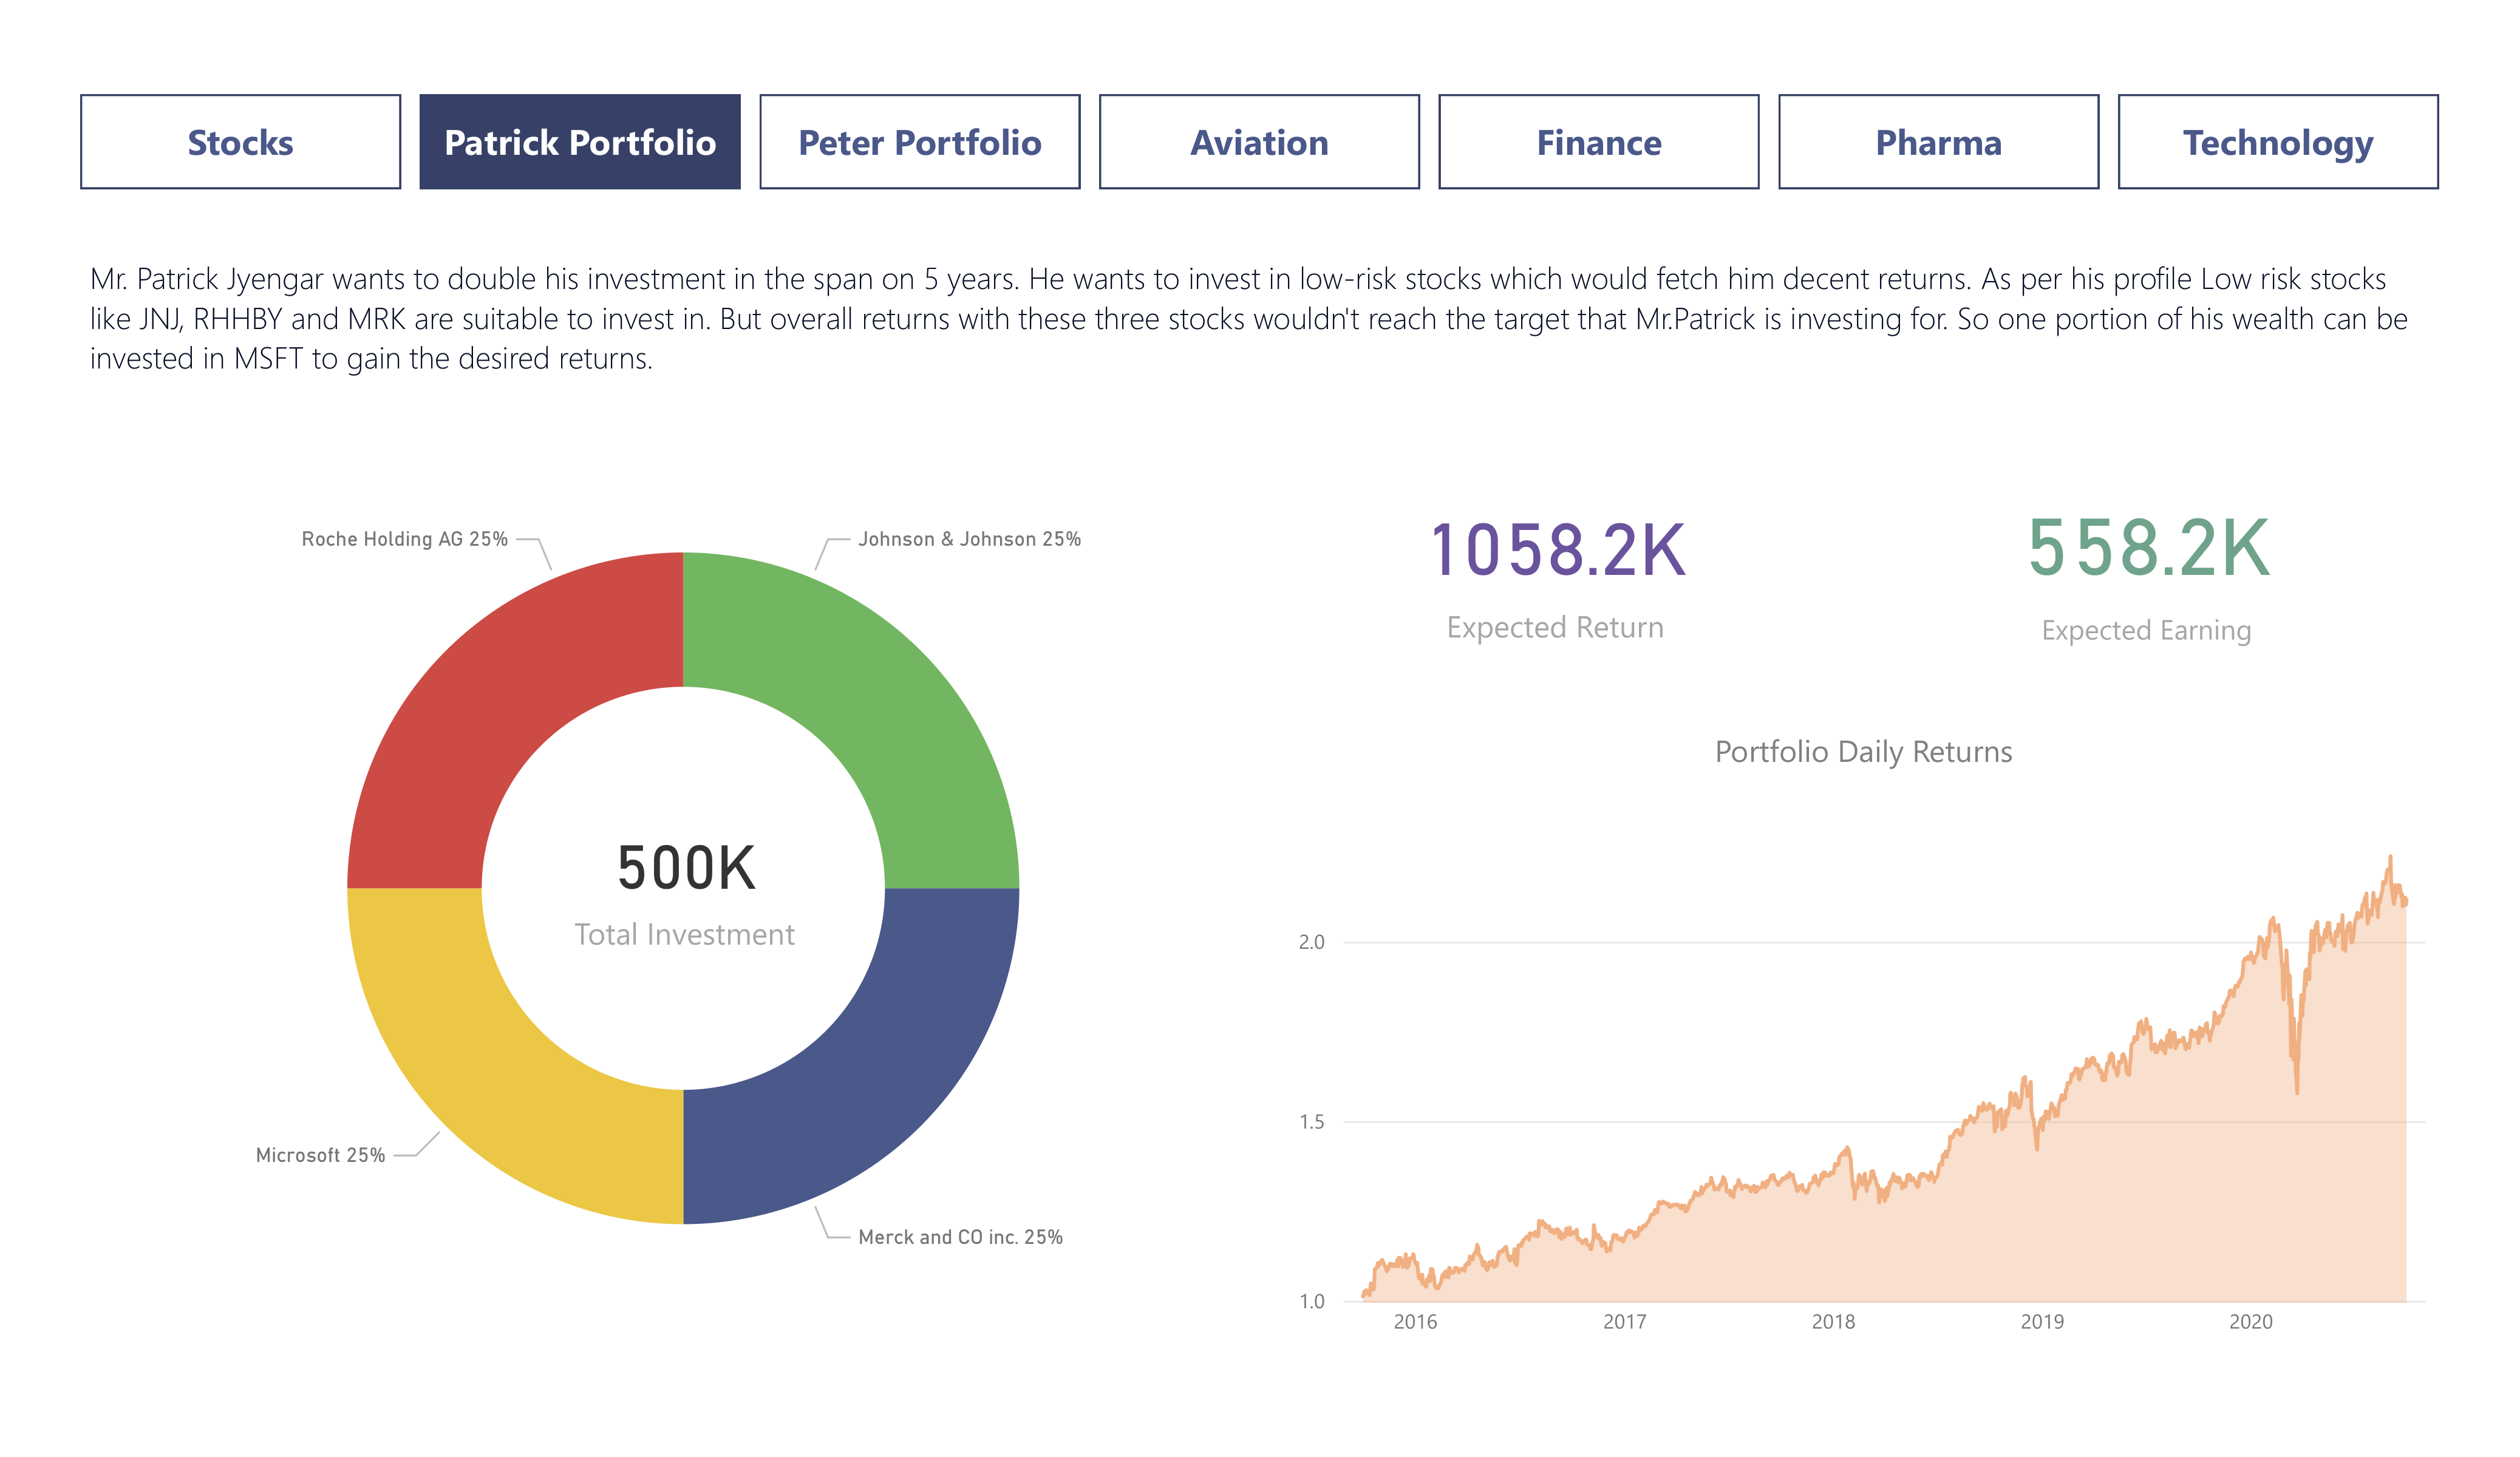 Stocks
Patrick Portfolio
Peter Portfolio
Aviation
Finance
Pharma
Technology
Mr. Patrick Jyengar wants to double his investment in the span on 5 years. He wants to invest in low-risk stocks which would fetch him decent returns. As per his profile Low risk stocks
like JNJ, RHHBY and MRK are suitable to invest in. But overall returns with these three stocks wouldn't reach the target that Mr.Patrick is investing for. So one portion of his wealth can be
invested in MSFT to gain the desired returns.
Roche Holding AG 25%
Johnson & Johnson 25%
500K
Total Investment
Microsoft 25%
Merck and CO inc. 25%
1058.2K
Expected Return
558.2K
Expected Earning
Portfolio Daily Returns
2.0
1.5
1.0
2016
2017
2018
2019
2020